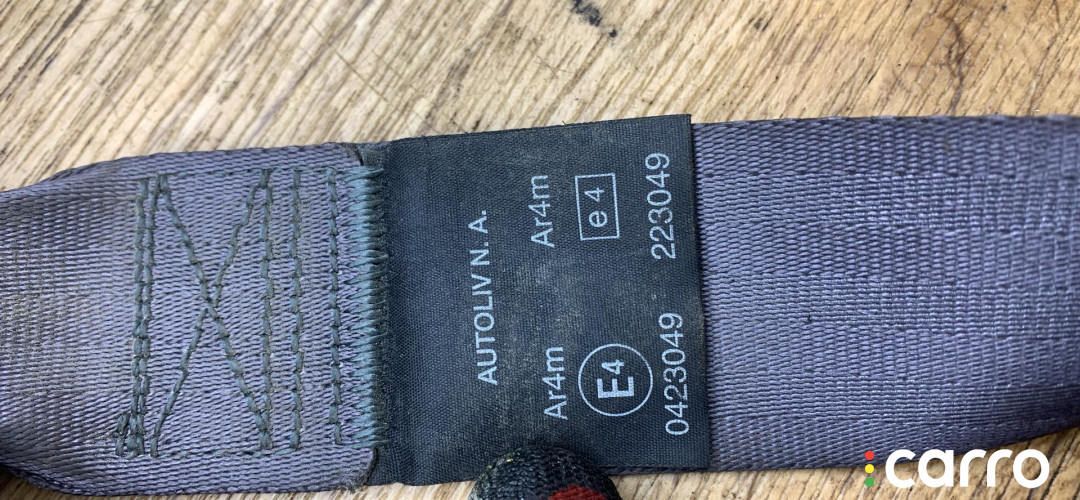 AUTOLIV N. A.
Ar4m Ar4m
E4 e 4
0423049 223049
carro